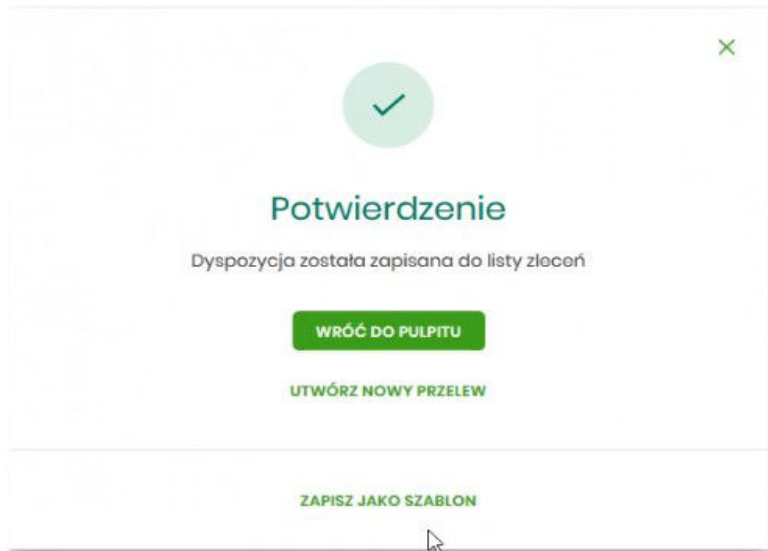 Potwierdzenie
Dyspozycja została zapisana do listy zleceń
WRÓĆ DO PULPITU
UTWÓRZ NOWY PRZELEW
ZAPISZ JAKO SZABLON